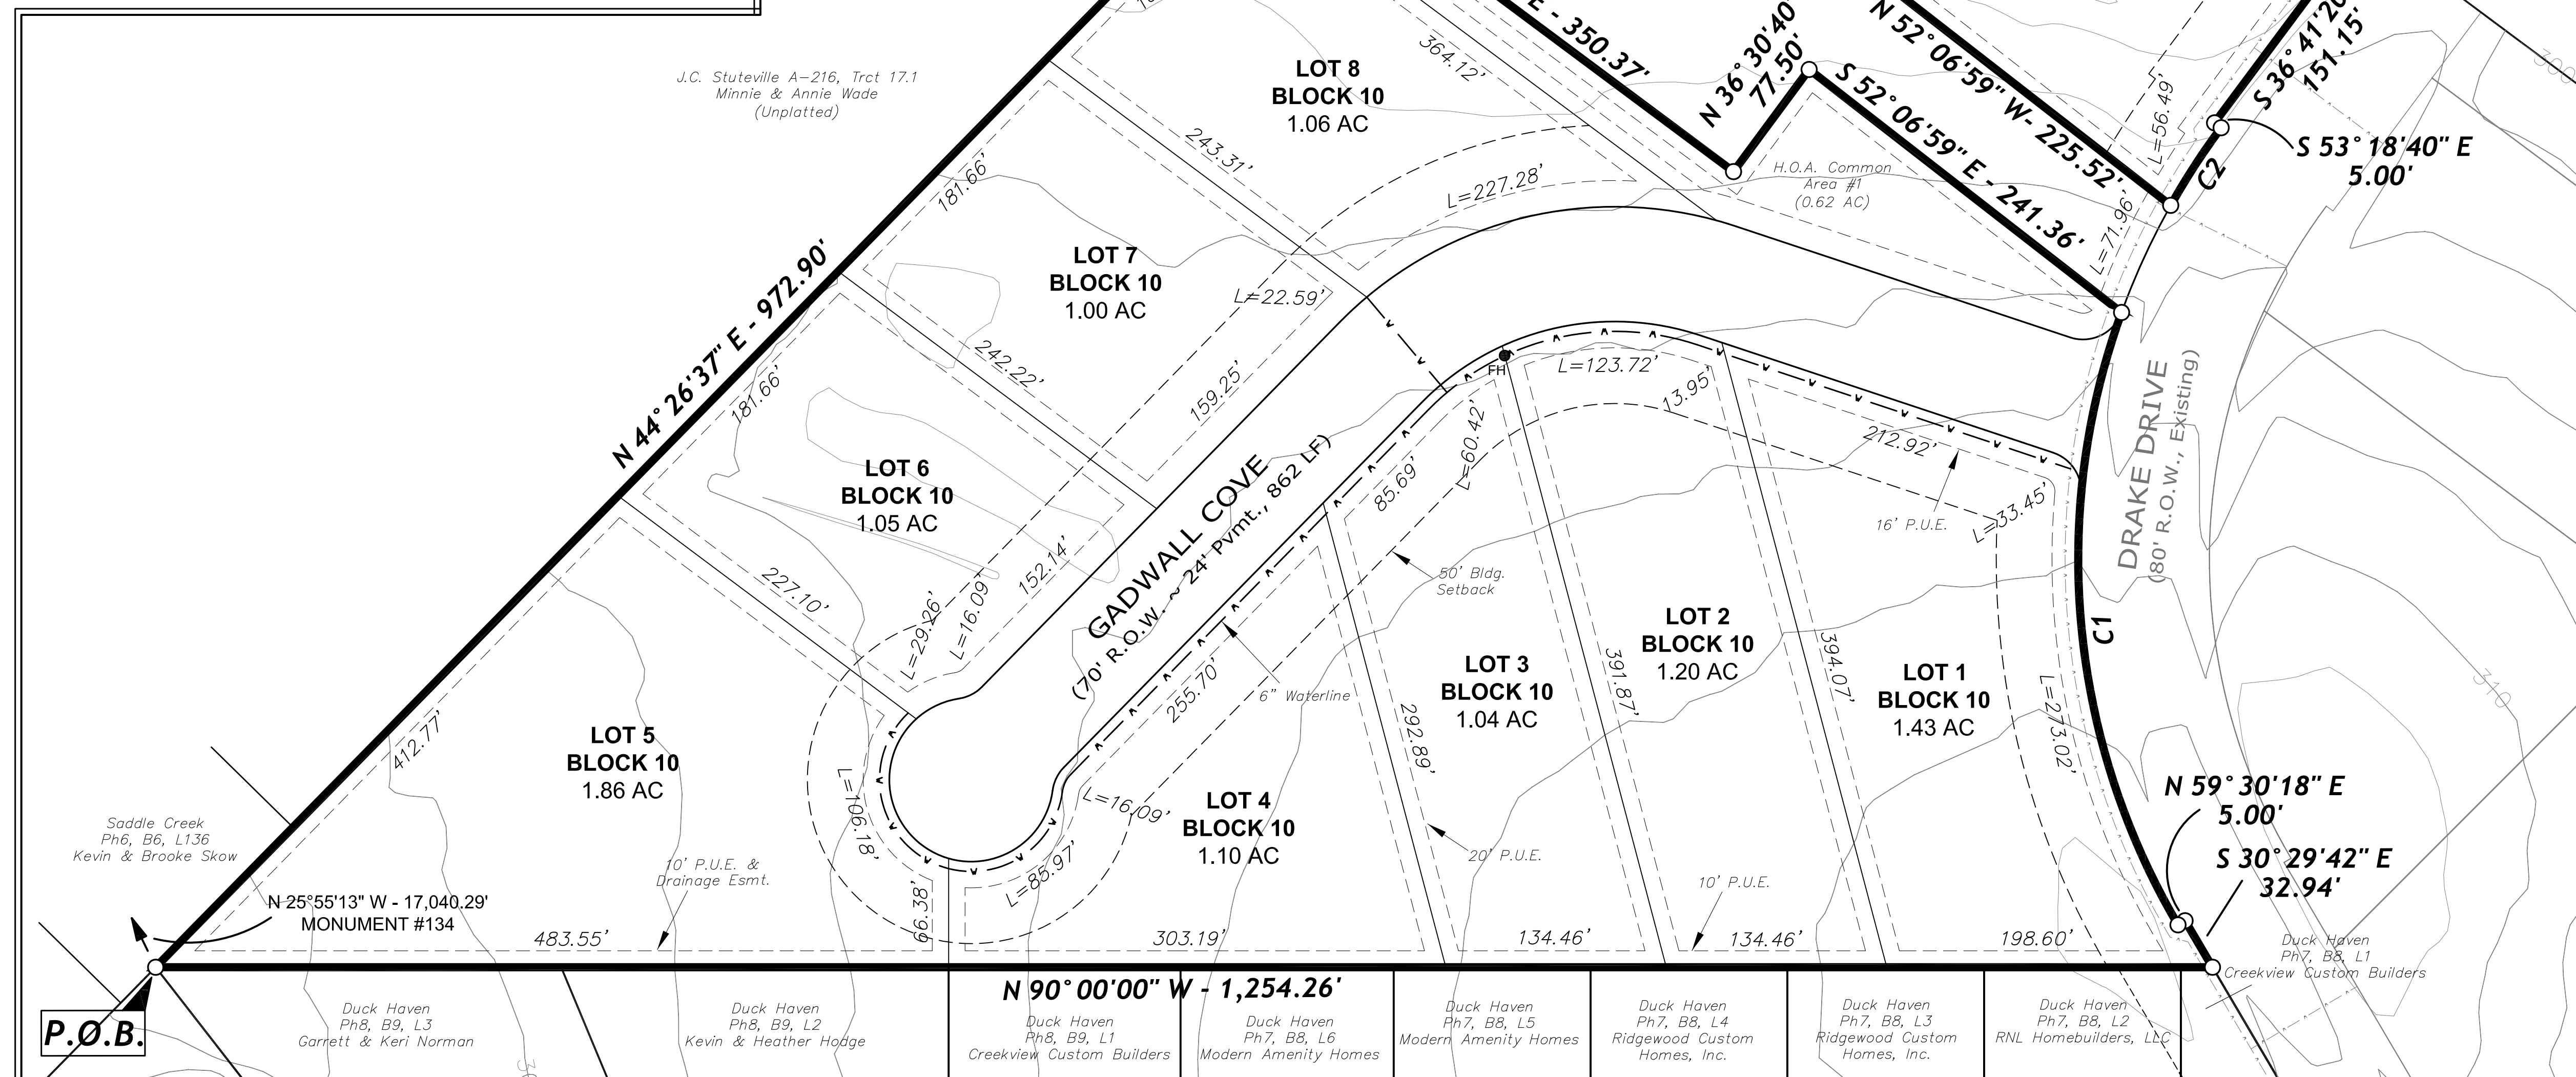 J.C. Stuteville A-216, Trct 17.1
Minnie & Annie Wade
(Unplatted)
LOT 8
BLOCK 10
1.06 AC
364.12'
E - 350.37'
N 36°30'40
77.50'
S 52°06'59" E - 241.36'
N 52°06'59" W- 225.52'
L=56.49'
S 36°41'20
151.15'
S 53°18'40" E
5.00'
C2
L=71.96'
H.O.A. Common
Area #1
(0.62 AC)
243.31'
L=227.28'
181.66'
LOT 7
BLOCK 10
1.00 AC
L=22.59'
N 44°26'37" E - 972.90'
242.22'
159.25'
181.66'
LOT 6
BLOCK 10
1.05 AC
227.10'
152.14'
L=29.26'
L=16.09'
GADWALL COVE
(70' R.O.W. ~ 24' Pvmt., 862 LF)
FH
L=123.72'
13.95'
L=60.42'
85.69'
212.92'
16' P.U.E.
L=33.45'
DRAKE DRIVE
(80' R.O.W., Existing)
C1
50' Bldg.
Setback
6" Waterline
255.70'
LOT 5
BLOCK 10
1.86 AC
412.77'
L=106.18'
66.38'
L=85.97'
L=16.09'
LOT 4
BLOCK 10
1.10 AC
292.89'
LOT 3
BLOCK 10
1.04 AC
391.87'
LOT 2
BLOCK 10
1.20 AC
394.07'
LOT 1
BLOCK 10
1.43 AC
L=273.02'
310
N 59°30'18" E
5.00'
S 30°29'42" E
32.94'
20' P.U.E.
10' P.U.E.
Saddle Creek
Ph6, B6, L136
Kevin & Brooke Skow
N 25°55'13" W - 17,040.29'
MONUMENT #134
10' P.U.E. &
Drainage Esmt.
483.55'
303.19'
134.46'
134.46'
198.60'
Duck Haven
Ph7, B8, L1
Creekview Custom Builders
P.O.B.
N 90°00'00" W - 1,254.26'
Duck Haven
Ph8, B9, L3
Garrett & Keri Norman
Duck Haven
Ph8, B9, L2
Kevin & Heather Hodge
Duck Haven
Ph8, B9, L1
Creekview Custom Builders
Duck Haven
Ph7, B8, L6
Modern Amenity Homes
Duck Haven
Ph7, B8, L5
Modern Amenity Homes
Duck Haven
Ph7, B8, L4
Ridgewood Custom
Homes, Inc.
Duck Haven
Ph7, B8, L3
Ridgewood Custom
Homes, Inc.
Duck Haven
Ph7, B8, L2
RNL Homebuilders, LLC